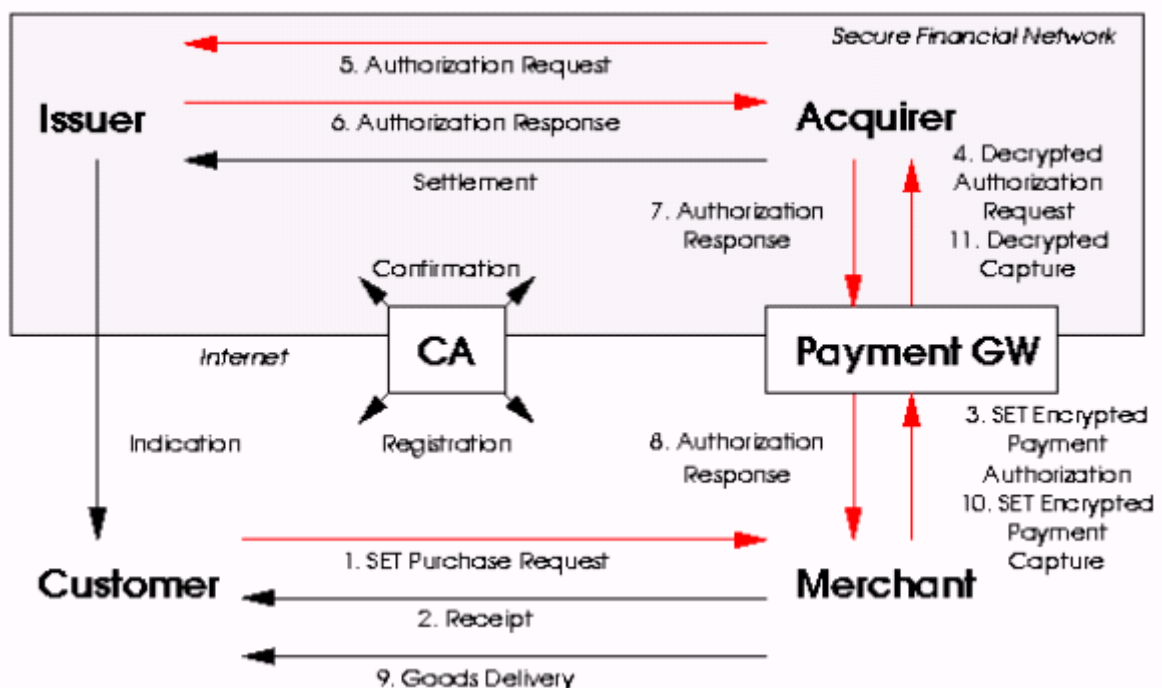 Secure Financial Network
5. Authorization Request
Issuer
6. Authorization Response
Acquirer
Settlement
4. Decrypted
Authorization
Request
11. Decrypted
Capture
7. Authorization
Response
Confirmation
Internet
CA
Payment GW
Indication
Registration
8. Authorization
Response
3. SET Encrypted
Payment
Authorization
10. SET Encrypted
Payment
Capture
1. SET Purchase Request
Customer
Merchant
2. Receipt
9. Goods Delivery